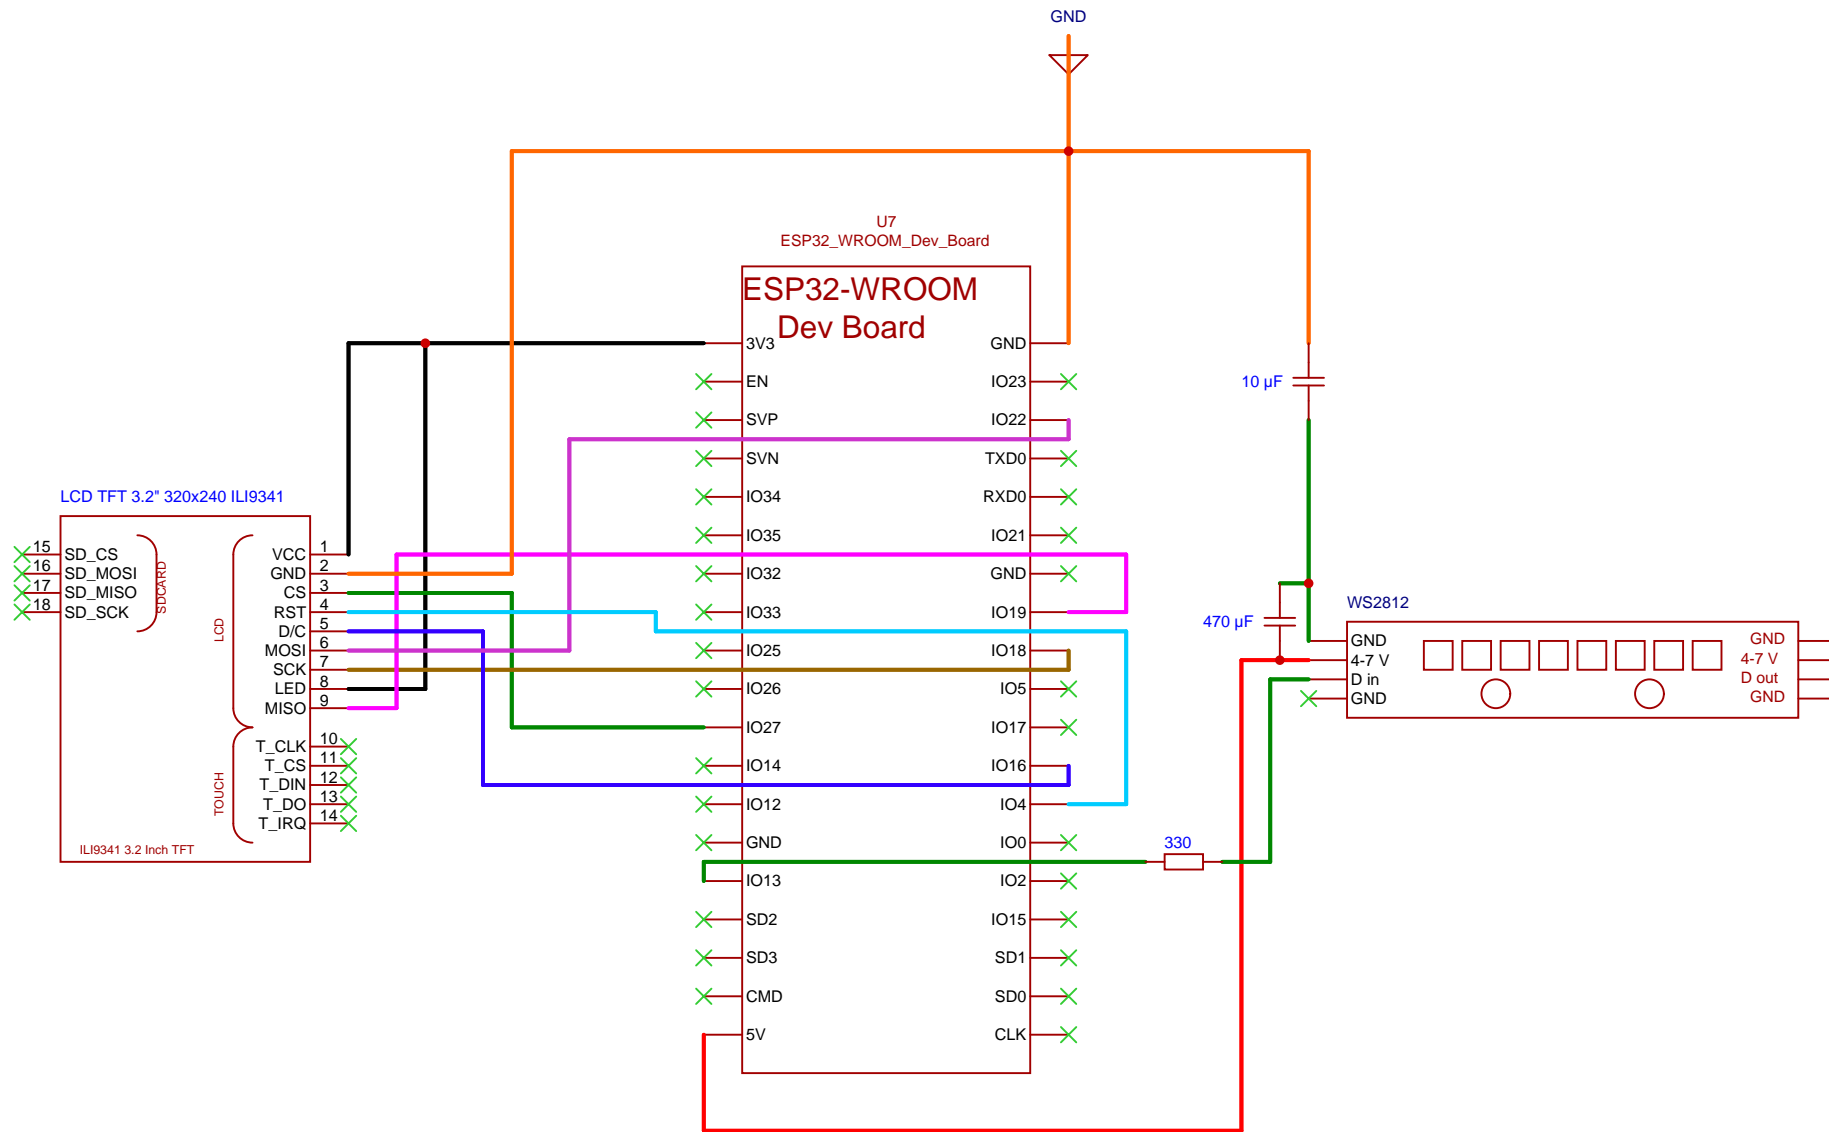 GND
U7
ESP32_WROOM_Dev_Board
ESP32-WROOM
Dev Board
3V3
EN
SVP
SVN
IO34
IO35
IO32
IO33
IO25
IO26
IO27
IO14
IO12
GND
IO13
SD2
SD3
CMD
5V
GND
IO23
IO22
TXD0
RXD0
IO21
GND
IO19
IO18
IO5
IO17
IO16
IO4
IO0
IO2
IO15
SD1
SD0
CLK
LCD TFT 3.2" 320x240 ILI9341
15 SD_CS
16 SD_MOSI
17 SD_MISO
18 SD_SCK
SDCARD
LCD
VCC 1
GND 2
CS 3
RST 4
D/C 5
MOSI 6
SCK 7
LED 8
MISO 9
TOUCH
T_CLK 10
T_CS 11
T_DIN 12
T_DO 13
T_IRQ 14
ILI9341 3.2 Inch TFT
10 µF
470 µF
330
WS2812
GND
4-7 V
D in
GND
GND
4-7 V
D out
GND